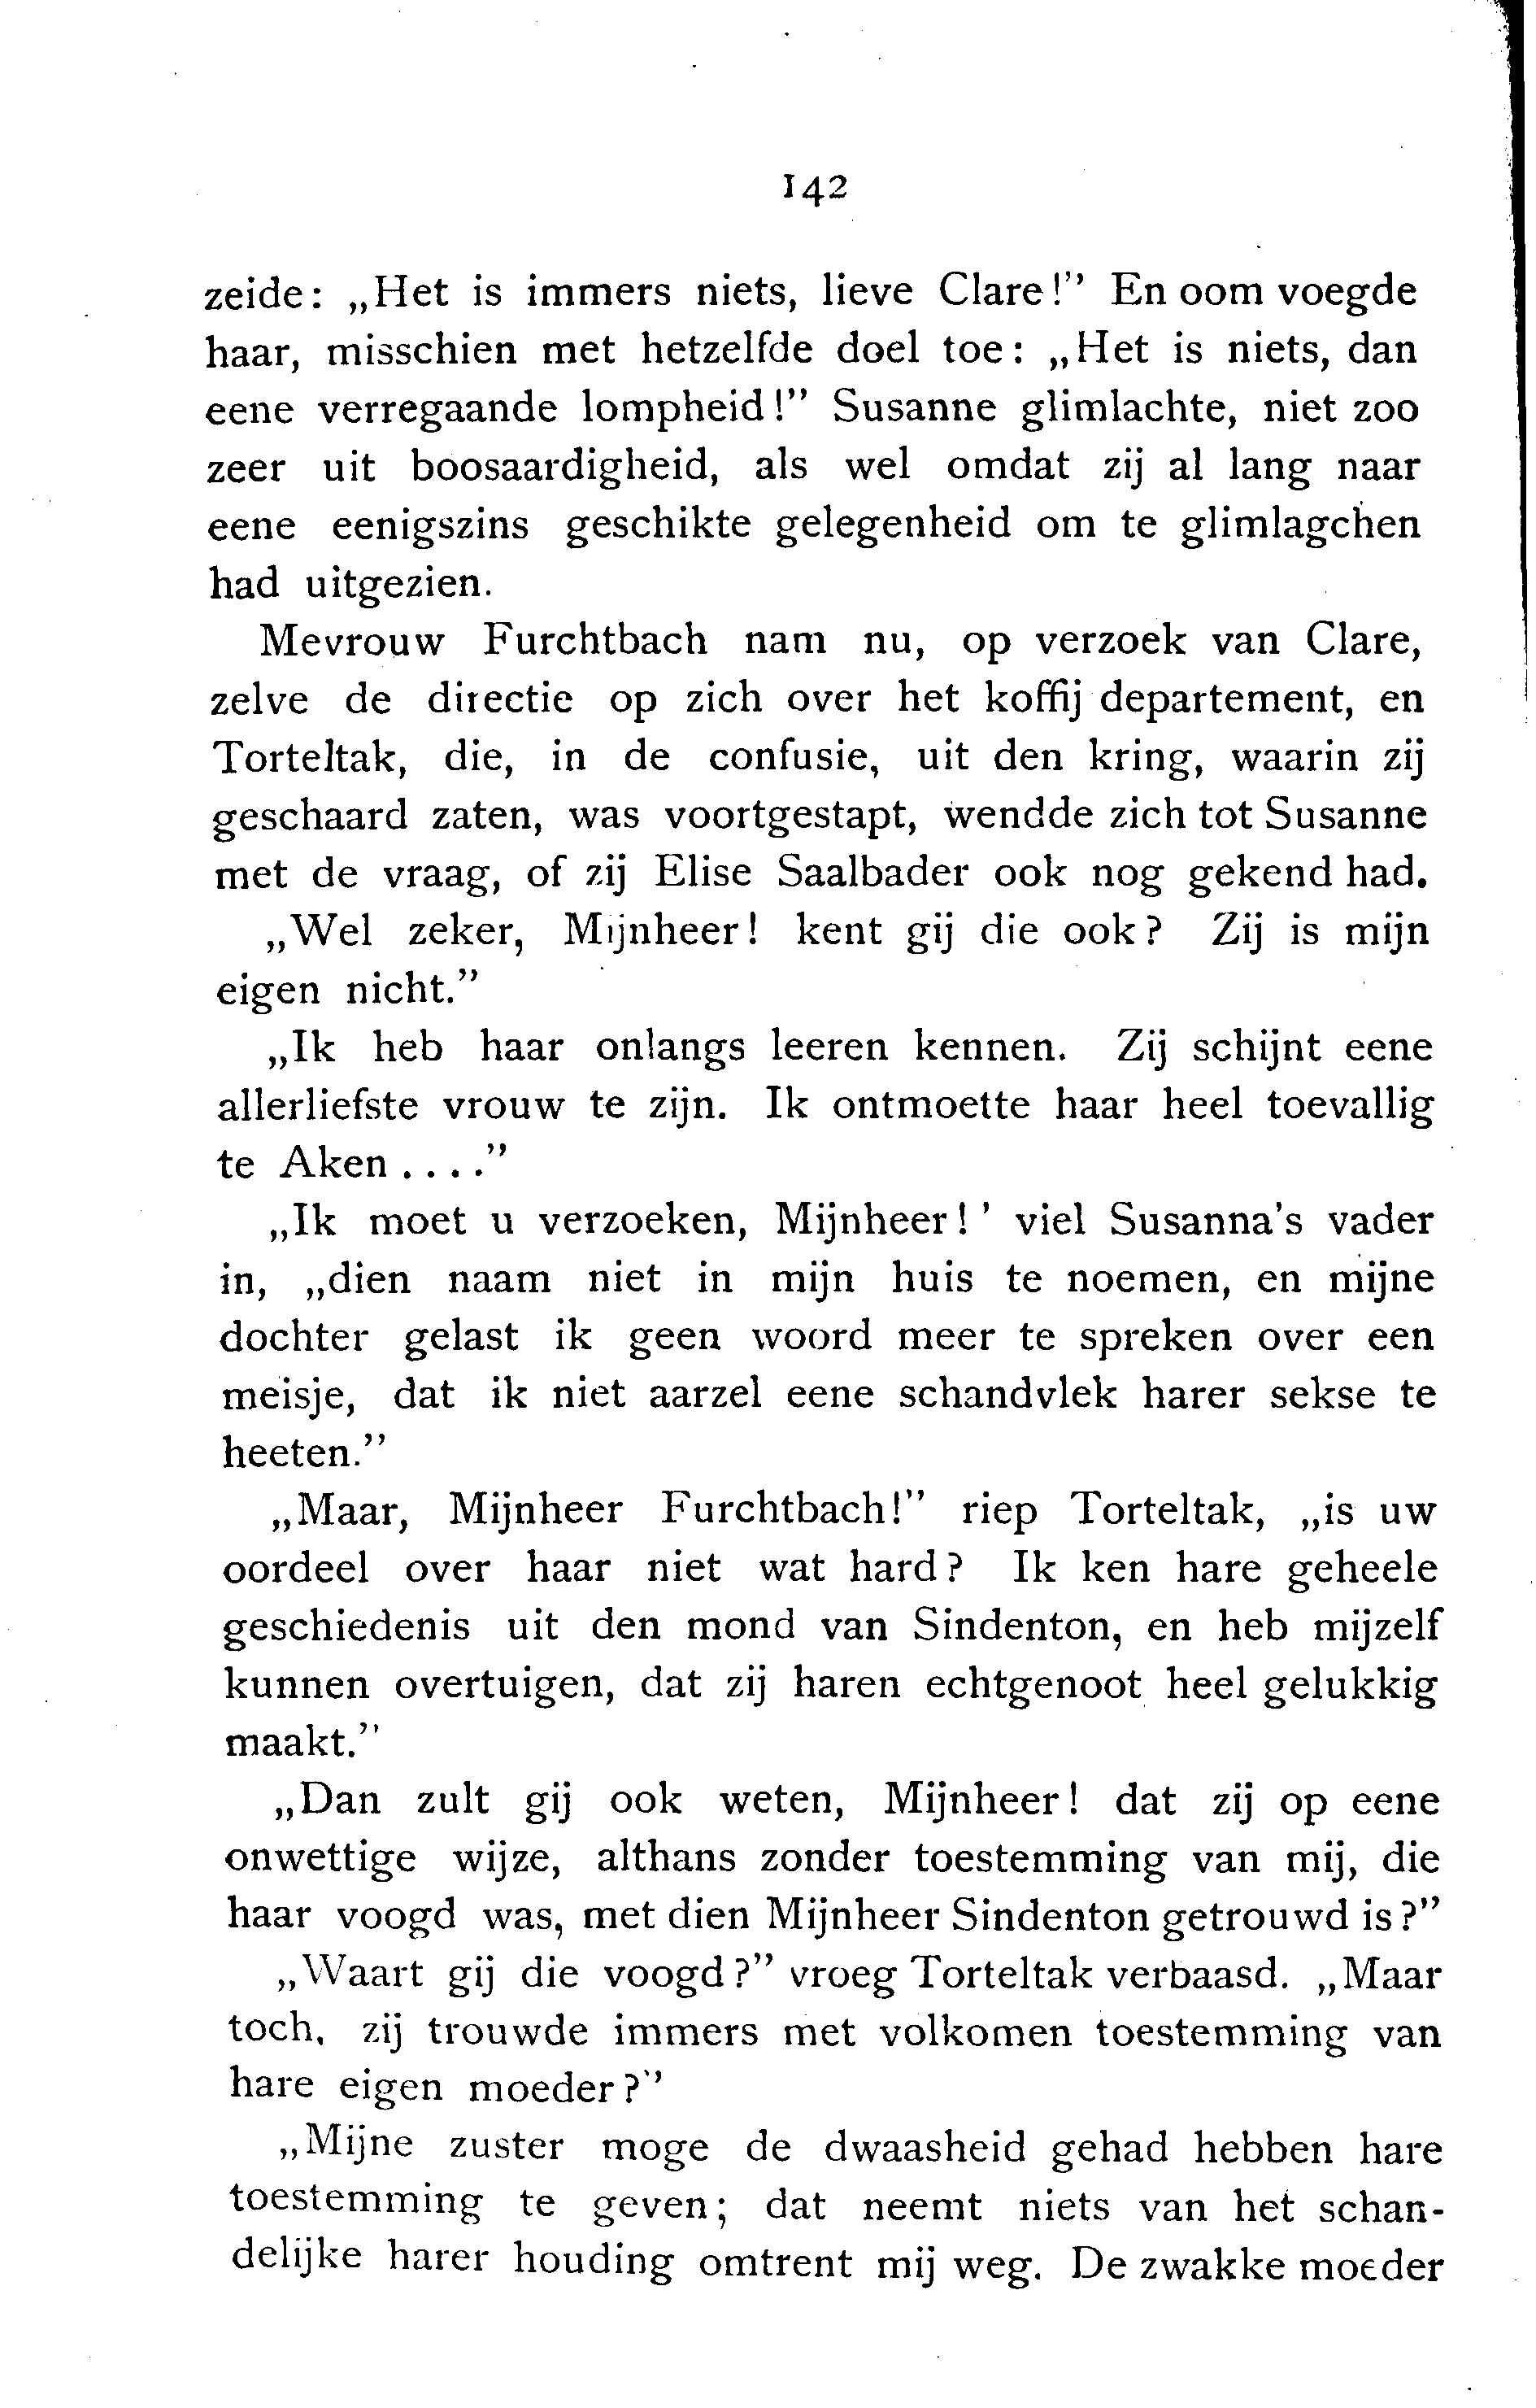 142
zeide: „Het is immers niets, lieve Clare!” En oom voegde
haar, misschien met hetzelfde doel toe: „Het is niets, dan
eene verregaande lompheid!” Susanne glimlachte, niet zoo
zeer uit boosaardigheid, als wel omdat zij al lang naar
eene eenigszins geschikte gelegenheid om te glimlagchen
had uitgezien.
Mevrouw Furchtbach nam nu, op verzoek van Clare,
zelve de directie op zich over het koffij departement, en
Torteltak, die, in de confusie, uit den kring, waarin zij
geschaard zaten, was voortgestapt, wendde zich tot Susanne
met de vraag, of zij Elise Saalbader ook nog gekend had.
„Wel zeker, Mijnheer! kent gij die ook? Zij is mijn
eigen nicht.”
„Ik heb haar onlangs leeren kennen. Zij schijnt eene
allerliefste vrouw te zijn. Ik ontmoette haar heel toevallig
te Aken . . . .”
„Ik moet u verzoeken, Mijnheer!’ viel Susanna's vader
in, „dien naam niet in mijn huis te noemen, en mijne
dochter gelast ik geen woord meer te spreken over een
meisje, dat ik niet aarzel eene schandvlek harer sekse te
heeten.”
„Maar, Mijnheer Furchtbach!” riep Torteltak, „is uw
oordeel over haar niet wat hard? Ik ken hare geheele
geschiedenis uit den mond van Sindenton, en heb mijzelf
kunnen overtuigen, dat zij haren echtgenoot heel gelukkig
maakt.”
„Dan zult gij ook weten, Mijnheer! dat zij op eene
onwettige wijze, althans zonder toestemming van mij, die
haar voogd was, met dien Mijnheer Sindenton getrouwd is?”
„Waart gij die voogd?” vroeg Torteltak verbaasd. „Maar
toch, zij trouwde immers met volkomen toestemming van
hare eigen moeder?”
„Mijne zuster moge de dwaasheid gehad hebben hare
toestemming te geven; dat neemt niets van het schan-
delijke harer houding omtrent mij weg. De zwakke moeder